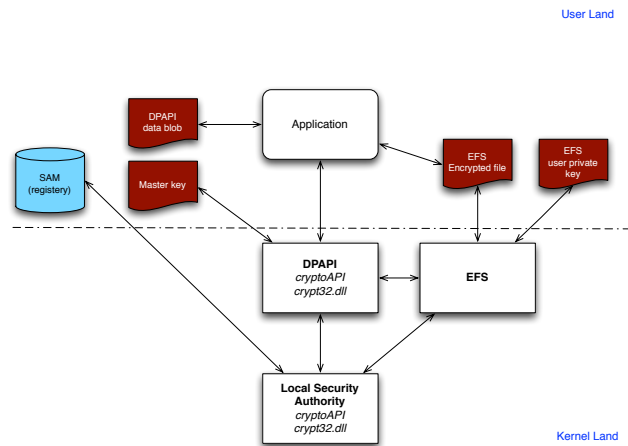 User Land
DPAPI
data blob
Application
SAM
(registery)
Master key
EFS
Encrypted file
EFS
user private
key
DPAPI
cryptoAPI
crypt32.dll
EFS
Local Security
Authority
cryptoAPI
crypt32.dll
Kernel Land